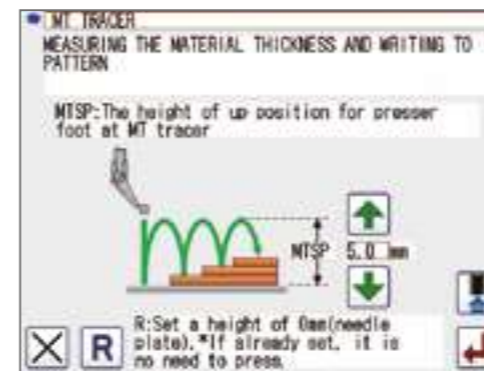 MT TRACER
MEASURING THE MATERIAL THICKNESS AND WRITING TO
PATTERN
MTSP:The height of up position for presser
foot at MT tracer
MTSP
5.0 mm
R:Set a height of 0mm(needle
plate).*If already set, it is
no need to press.
R